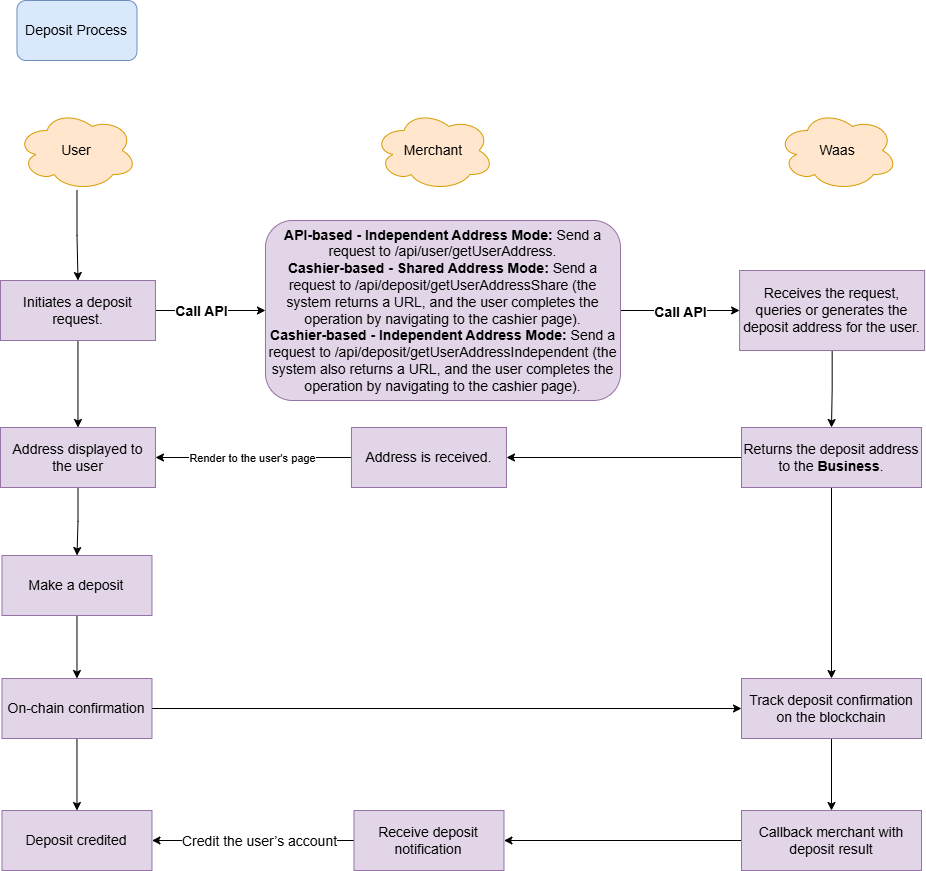 Deposit Process
User
Merchant
Waas
Initiates a deposit
request.
Call API
API-based - Independent Address Mode: Send a
request to /api/user/getUserAddress.
Cashier-based - Shared Address Mode: Send a
request to /api/deposit/getUserAddressShare (the
system returns a URL, and the user completes the
operation by navigating to the cashier page).
Cashier-based - Independent Address Mode: Send a
request to /api/deposit/getUserAddressIndependent (the
system also returns a URL, and the user completes the
operation by navigating to the cashier page).
Call API
Receives the request,
queries or generates the
deposit address for the user.
Address displayed to
the user
Render to the user's page
Address is received.
Returns the deposit address
to the Business.
Make a deposit
On-chain confirmation
Track deposit confirmation
on the blockchain
Deposit credited
Credit the user’s account
Receive deposit
notification
Callback merchant with
deposit result